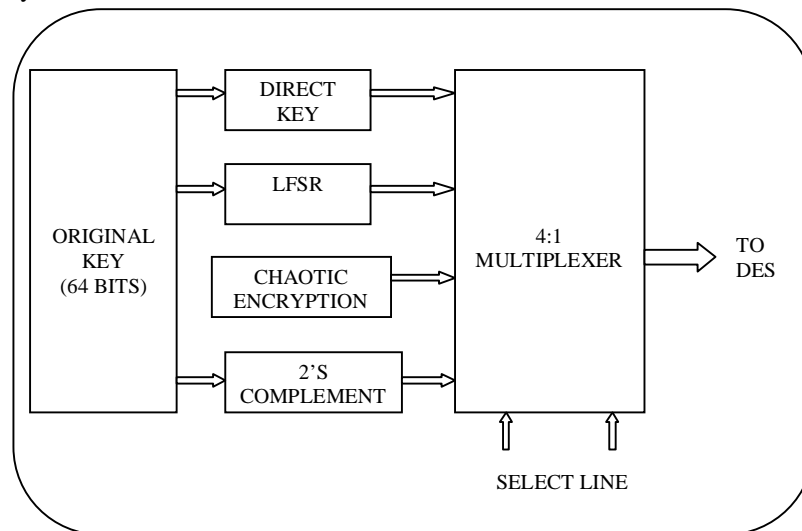 DIRECT
KEY
LFSR
ORIGINAL
KEY
(64 BITS)
CHAOTIC
ENCRYPTION
2'S
COMPLEMENT
4:1
MULTIPLEXER
TO
DES
SELECT LINE